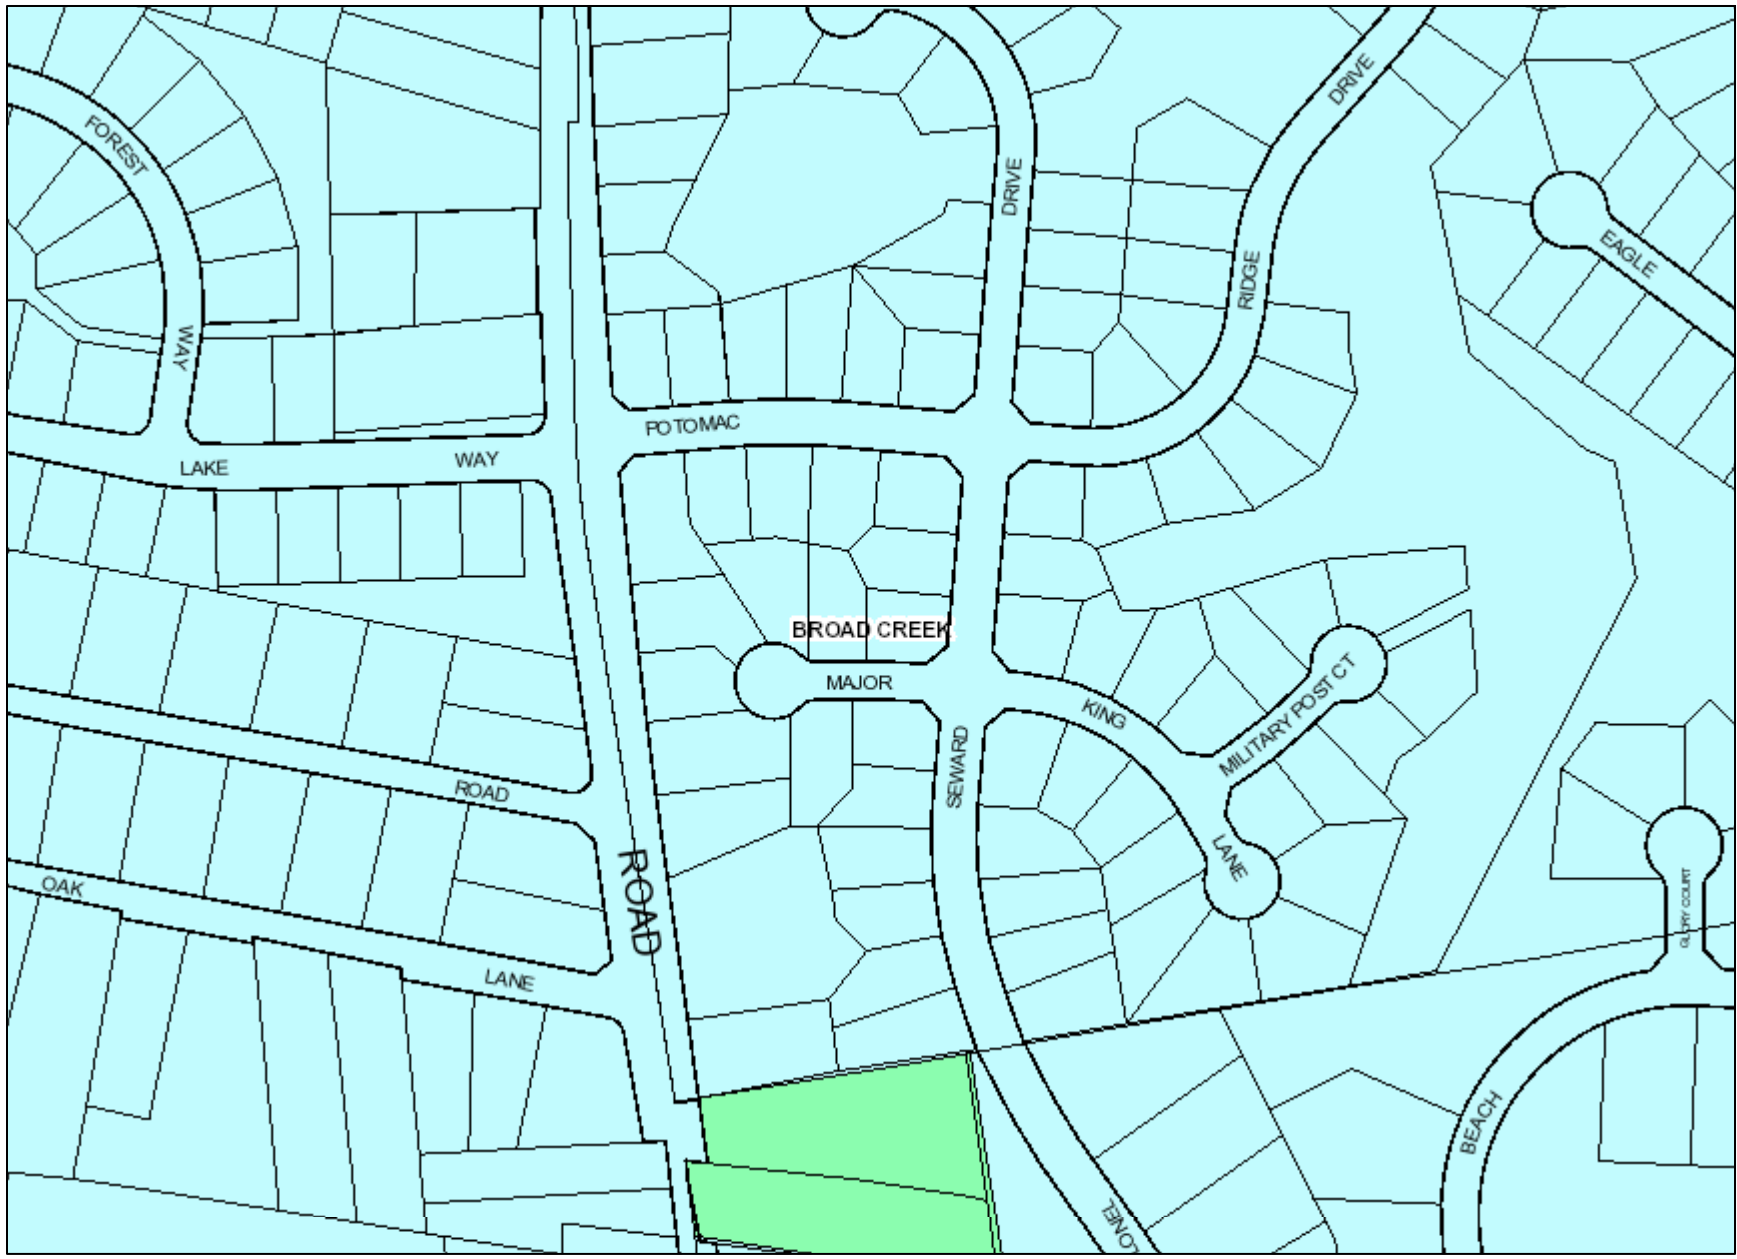 FOREST
WAY
LAKE
WAY
POTOMAC
DRIVE
RIDGE
DRIVE
EAGLE
BROAD CREEK
MAJOR
KING
MILITARY POST CT
LANE
SEWARD
ROAD
ROAD
OAK
LANE
GLORY COURT
BEACH
LONEL